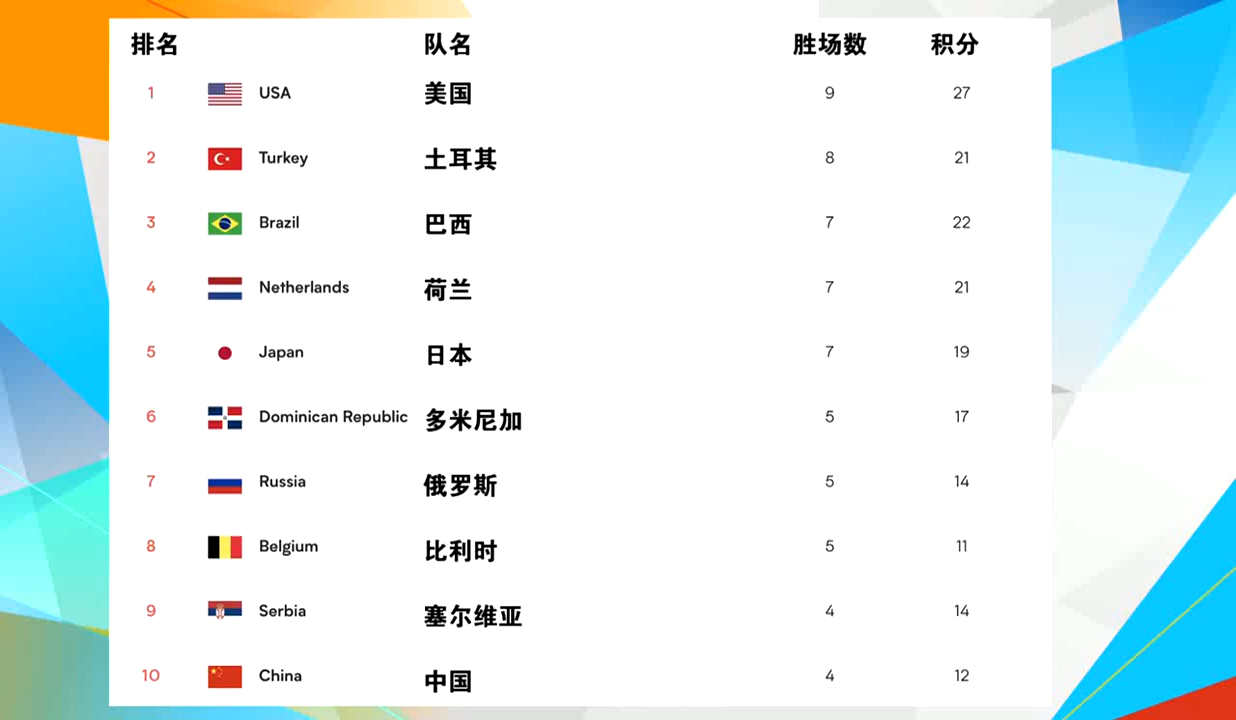 排名 队名 胜场数 积分
1 USA 美国 9 27
2 Turkey 土耳其 8 21
3 Brazil 巴西 7 22
4 Netherlands 荷兰 7 21
5 Japan 日本 7 19
6 Dominican Republic 多米尼加 5 17
7 Russia 俄罗斯 5 14
8 Belgium 比利时 5 11
9 Serbia 塞尔维亚 4 14
10 China 中国 4 12